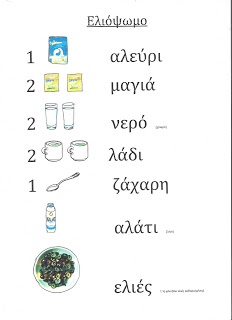 Ελιόψωμο
1 αλεύρι
2 μαγιά
2 νερό
2 λάδι
1 ζάχαρη
αλάτι
ελιές